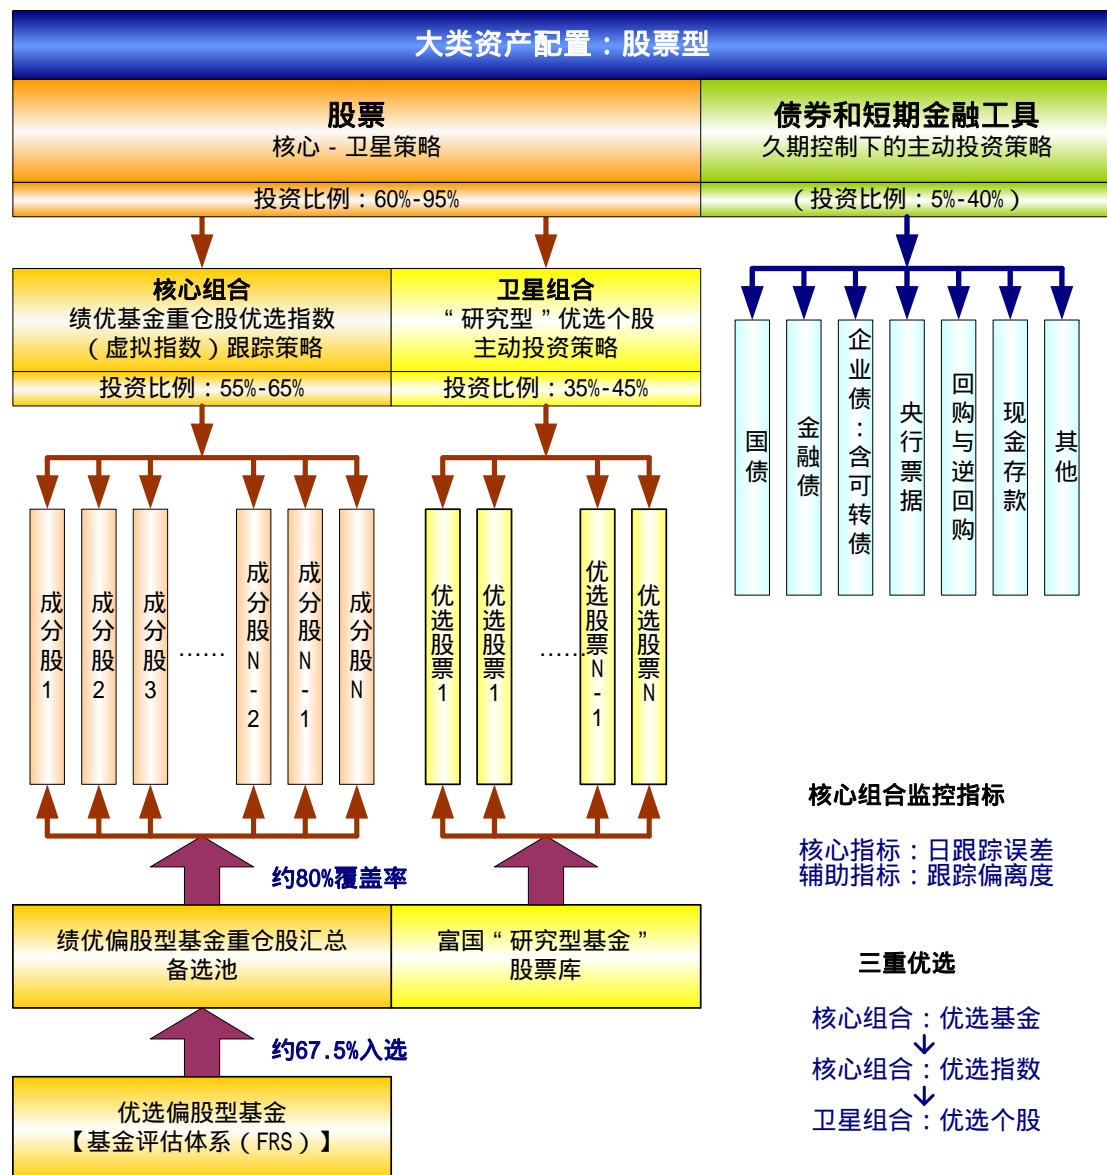 大类资产配置：股票型
股票
核心 - 卫星策略
投资比例：60%-95%
债券和短期金融工具
久期控制下的主动投资策略
（投资比例：5%-40%）
核心组合
绩优基金重仓股优选指数
（虚拟指数）跟踪策略
投资比例：55%-65%
卫星组合
“研究型”优选个股
主动投资策略
投资比例：35%-45%
国债
金融债
企业债：含可转债
央行票据
回购与逆回购
现金存款
其他
成分股1
成分股2
成分股3
……
成分股N-2
成分股N-1
成分股N
优选股票1
优选股票1
……
优选股票N-1
优选股票N
约80%覆盖率
绩优偏股型基金重仓股汇总
备选池
富国“研究型基金”
股票库
约67.5%入选
优选偏股型基金
【基金评估体系（FRS）】
核心组合监控指标
核心指标：日跟踪误差
辅助指标：跟踪偏离度
三重优选
核心组合：优选基金
核心组合：优选指数
卫星组合：优选个股